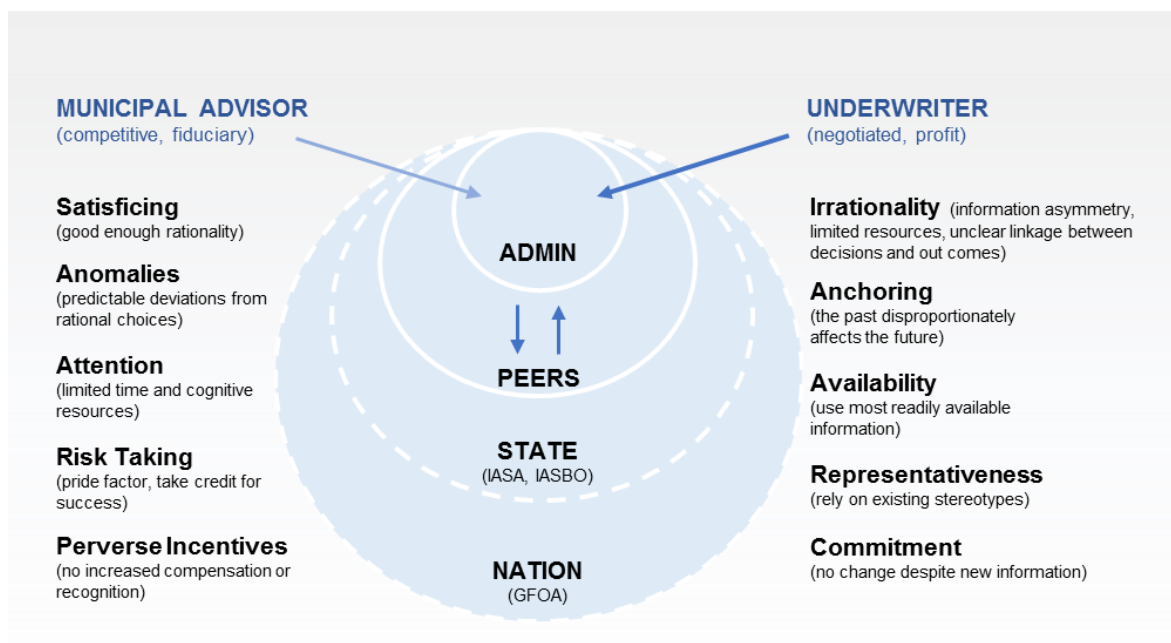 MUNICIPAL ADVISOR
(competitive, fiduciary)
UNDERWRITER
(negotiated, profit)
Satisficing
(good enough rationality)
Anomalies
(predictable deviations from
rational choices)
Attention
(limited time and cognitive
resources)
Risk Taking
(pride factor, take credit for
success)
Perverse Incentives
(no increased compensation or
recognition)
ADMIN
PEERS
STATE
(IASA, IASBO)
NATION
(GFOA)
Irrationality (information asymmetry,
limited resources, unclear linkage between
decisions and out comes)
Anchoring
(the past disproportionately
affects the future)
Availability
(use most readily available
information)
Representativeness
(rely on existing stereotypes)
Commitment
(no change despite new information)